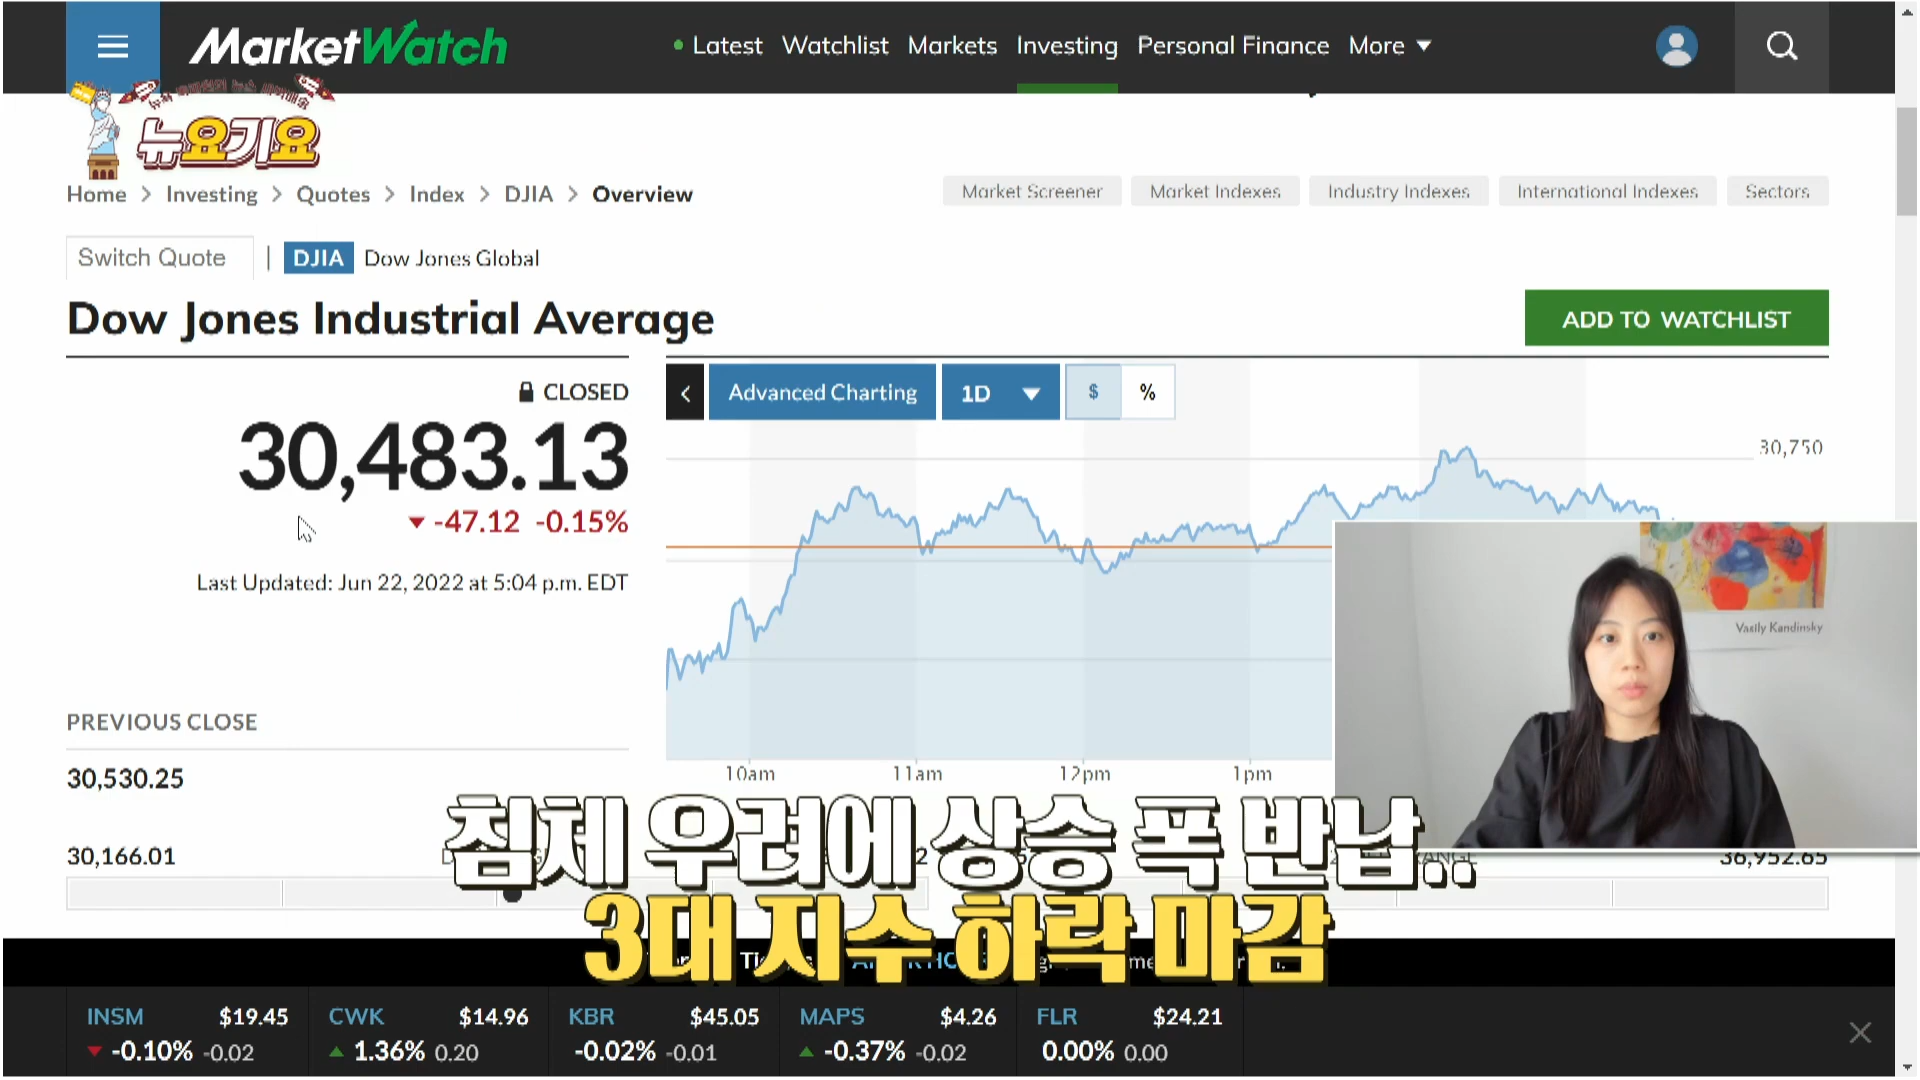 MarketWatch
Latest Watchlist Markets Investing Personal Finance More
뉴요기요
Home > Investing > Quotes > Index > DJIA > Overview
Market Screener Market Indexes Industry Indexes International Indexes Sectors
Switch Quote | DJIA Dow Jones Global
Dow Jones Industrial Average
ADD TO WATCHLIST
CLOSED
30,483.13
-47.12 -0.15%
Last Updated: Jun 22, 2022 at 5:04 p.m. EDT
Advanced Charting 1D $ %
30,750
Vasily Kandinsky
PREVIOUS CLOSE
30,530.25
10am 11am 12pm 1pm
30,166.01
36,952.65
침체 우려에 상승 폭 반납..
3대 지수 하락 마감
INSM $19.45
-0.10% -0.02
CWK $14.96
1.36% 0.20
KBR $45.05
-0.02% -0.01
MAPS $4.26
-0.37% -0.02
FLR $24.21
0.00% 0.00